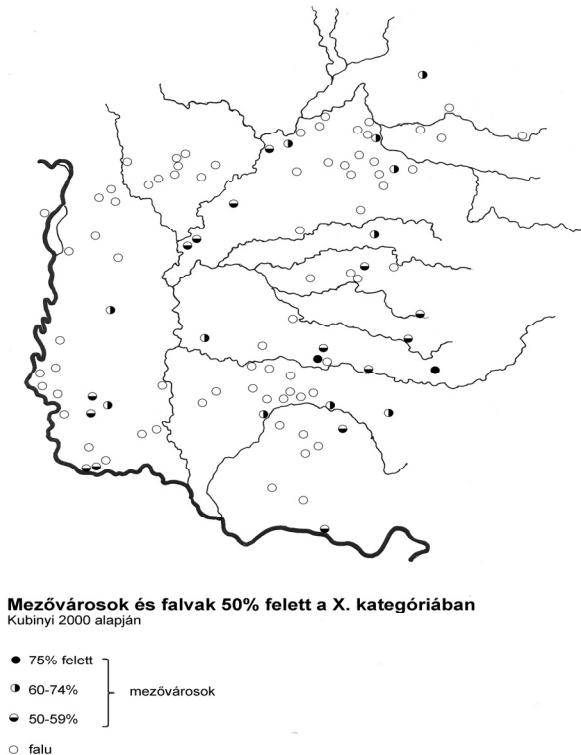 Mezővárosok és falvak 50% felett a X. kategóriában
Kubinyi 2000 alapján
75% felett
60-74%
mezővárosok
50-59%
falu